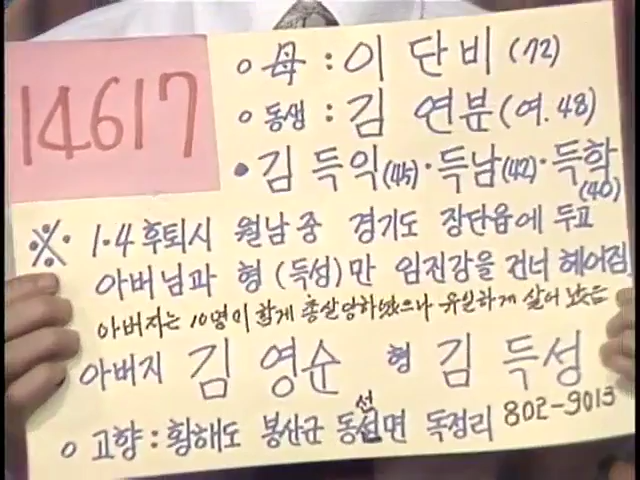 14617
○ 母 : 이 단비 (72)
○ 동생 : 김 연분 (여. 48)
• 김 득익(45)·득남(42)·득학(40)
※ 1·4 후퇴시 월남중 경기도 장단읍에 두고
아버님과 형 (득성)만 임진강을 건너 헤어짐
아버지는 10명이 함께 총살 당하셨으나 유일하게 살어 났음
아버지 김 영순 형 김 득성
○ 고향 : 황해도 봉산군 동선면 독정리 802-9013